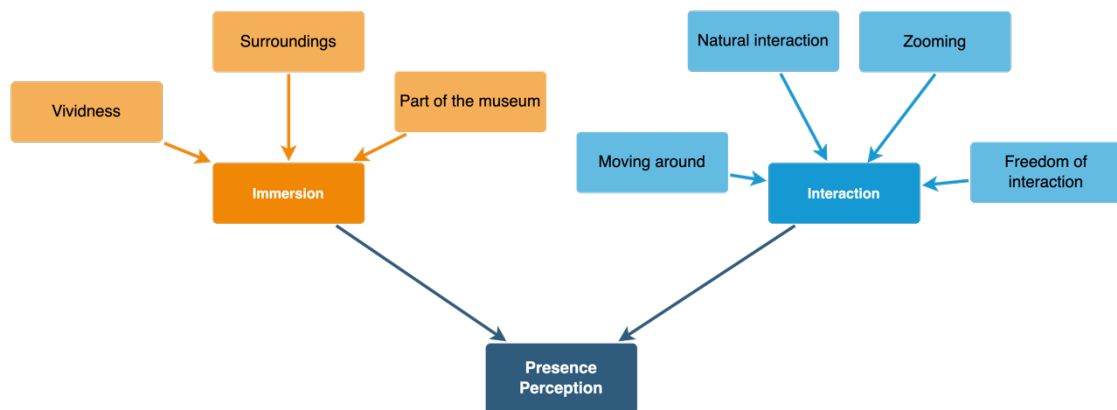 Surroundings
Natural interaction
Zooming
Vividness
Part of the museum
Moving around
Freedom of
interaction
Immersion
Interaction
Presence
Perception